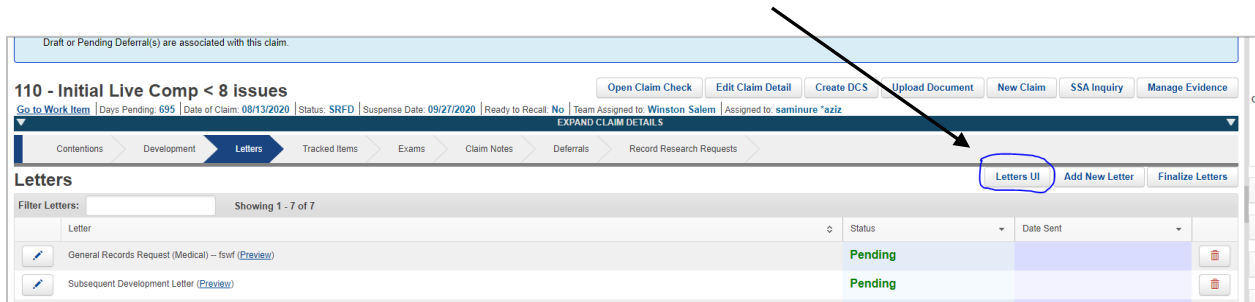 Draft or Pending Deferral(s) are associated with this claim.
110 - Initial Live Comp < 8 issues
Open Claim Check Edit Claim Detail Create DCS Upload Document New Claim SSA Inquiry Manage Evidence
Go to Work Item Days Pending: 695 Date of Claim: 08/13/2020 Status: SRFD Suspense Date: 09/27/2020 Ready to Recall: No Team Assigned to: Winston Salem Assigned to: saminure *aziz
EXPAND CLAIM DETAILS
Contentions Development Letters Tracked Items Exams Claim Notes Deferrals Record Research Requests
Letters
Letters UI Add New Letter Finalize Letters
Filter Letters: Showing 1 - 7 of 7
Letter Status Date Sent
General Records Request (Medical) -- fswf (Preview) Pending
Subsequent Development Letter (Preview) Pending